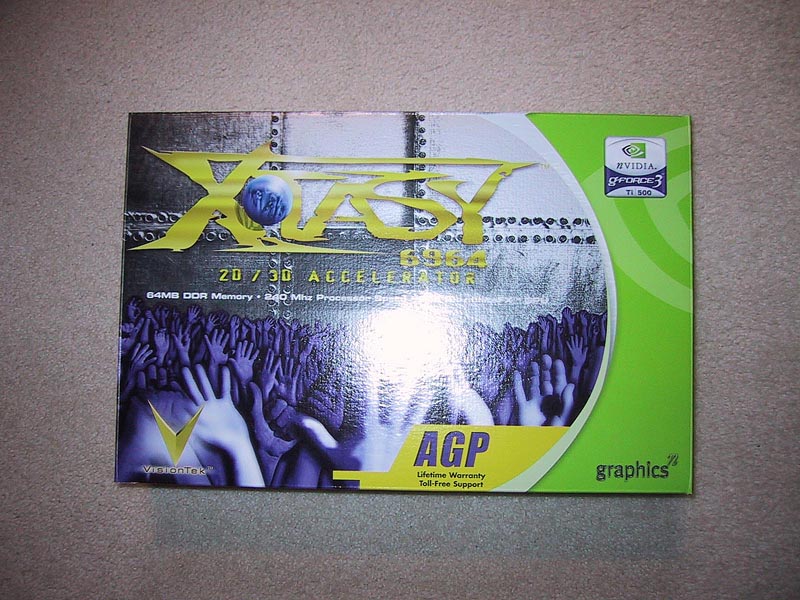 XTASY
6964
2D / 3D ACCELERATOR
64MB DDR Memory • 240 Mhz Processor
nVIDIA.
GEFORCE3
Ti 500
VisionTek™
AGP
Lifetime Warranty
Toll-Free Support
graphics